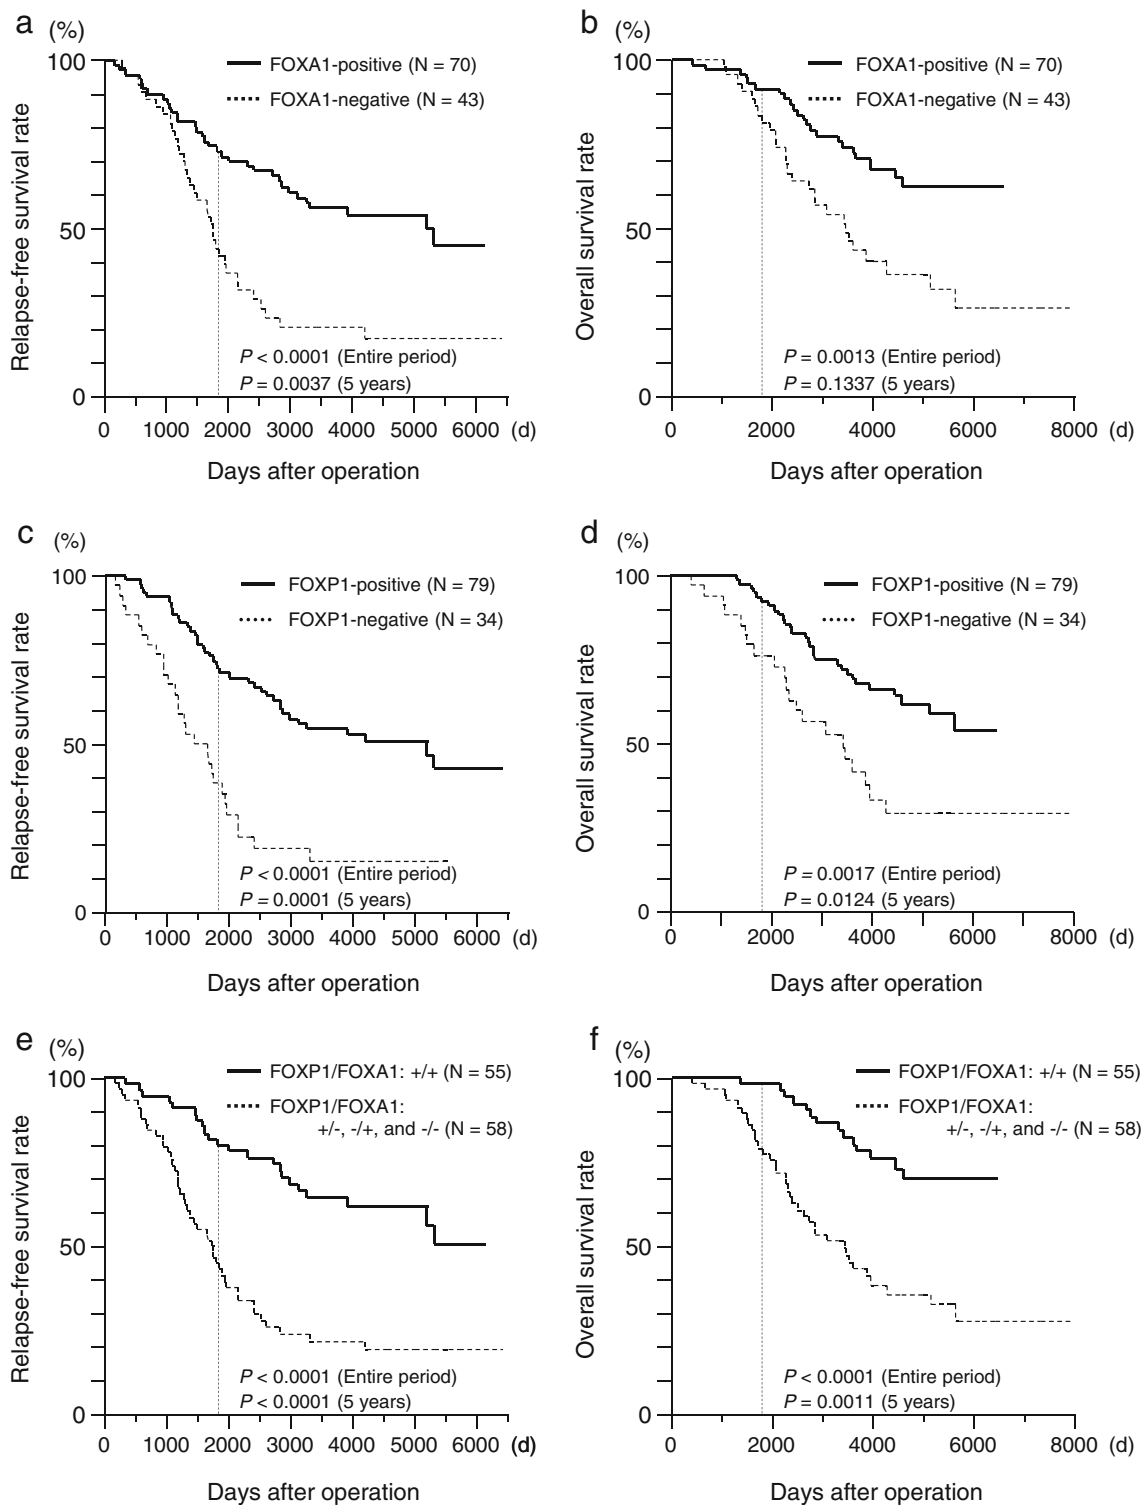 a
(%)
FOXA1-positive (N = 70)
FOXA1-negative (N = 43)
100
50
0
Relapse-free survival rate
P < 0.0001 (Entire period)
P = 0.0037 (5 years)
0 1000 2000 3000 4000 5000 6000 (d)
Days after operation
b
(%)
FOXA1-positive (N = 70)
FOXA1-negative (N = 43)
100
50
0
Overall survival rate
P = 0.0013 (Entire period)
P = 0.1337 (5 years)
0 2000 4000 6000 8000 (d)
Days after operation
c
(%)
FOXP1-positive (N = 79)
FOXP1-negative (N = 34)
100
50
0
Relapse-free survival rate
P < 0.0001 (Entire period)
P = 0.0001 (5 years)
0 1000 2000 3000 4000 5000 6000 (d)
Days after operation
d
(%)
FOXP1-positive (N = 79)
FOXP1-negative (N = 34)
100
50
0
Overall survival rate
P = 0.0017 (Entire period)
P = 0.0124 (5 years)
0 2000 4000 6000 8000 (d)
Days after operation
e
(%)
FOXP1/FOXA1: +/+ (N = 55)
FOXP1/FOXA1:
+/-, -/+, and -/- (N = 58)
100
50
0
Relapse-free survival rate
P < 0.0001 (Entire period)
P < 0.0001 (5 years)
0 1000 2000 3000 4000 5000 6000 (d)
Days after operation
f
(%)
FOXP1/FOXA1: +/+ (N = 55)
FOXP1/FOXA1:
+/-, -/+, and -/- (N = 58)
100
50
0
Overall survival rate
P < 0.0001 (Entire period)
P = 0.0011 (5 years)
0 2000 4000 6000 8000 (d)
Days after operation